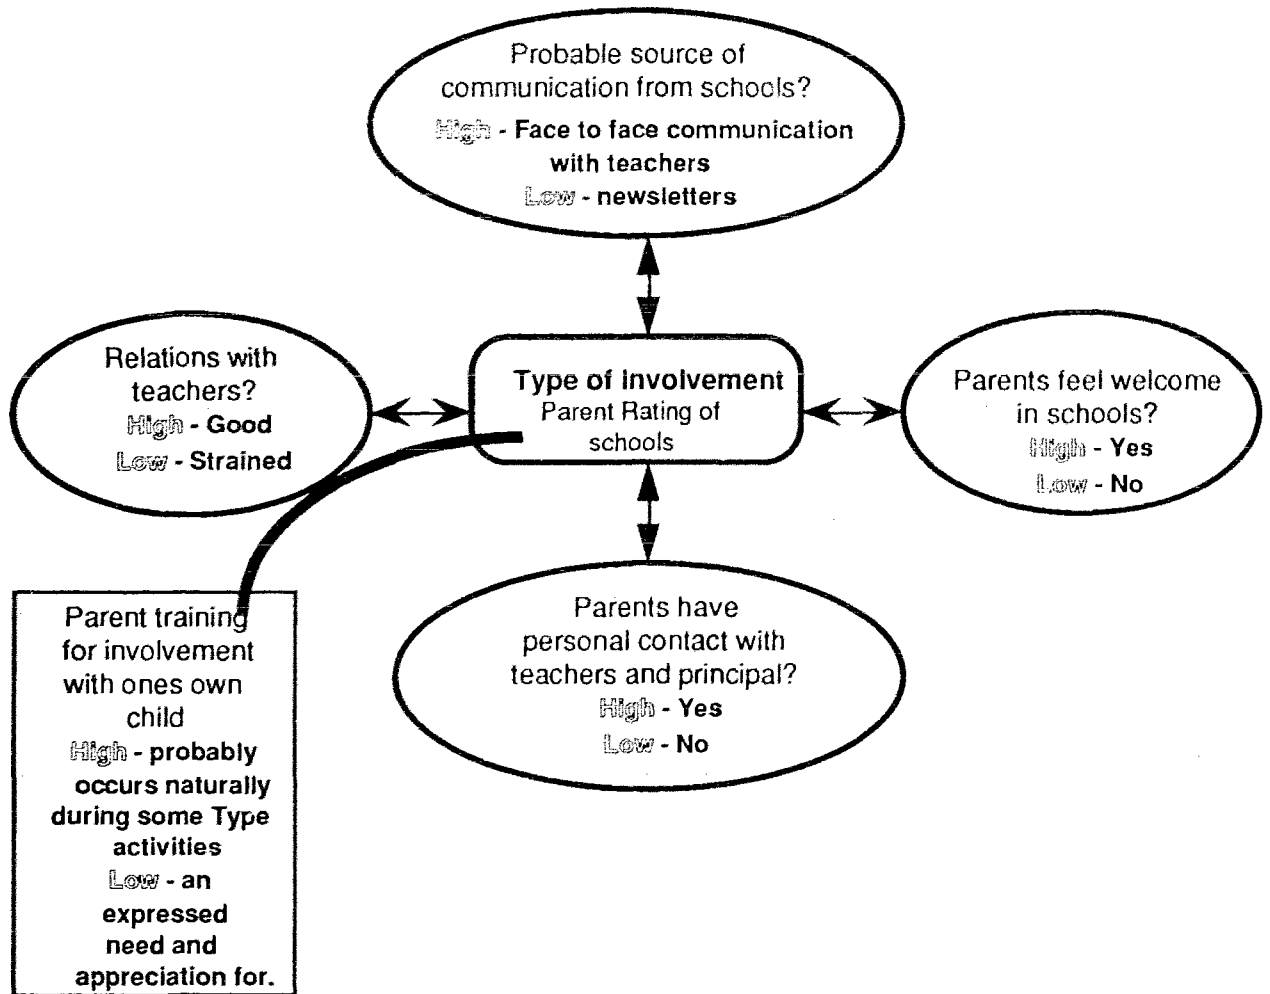 Probable source of
communication from schools?
High - Face to face communication
with teachers
Low - newsletters
Relations with
teachers?
High - Good
Low - Strained
Type of Involvement
Parent Rating of
schools
Parents feel welcome
in schools?
High - Yes
Low - No
Parents have
personal contact with
teachers and principal?
High - Yes
Low - No
Parent training
for involvement
with ones own
child
High - probably
occurs naturally
during some Type
activities
Low - an
expressed
need and
appreciation for.